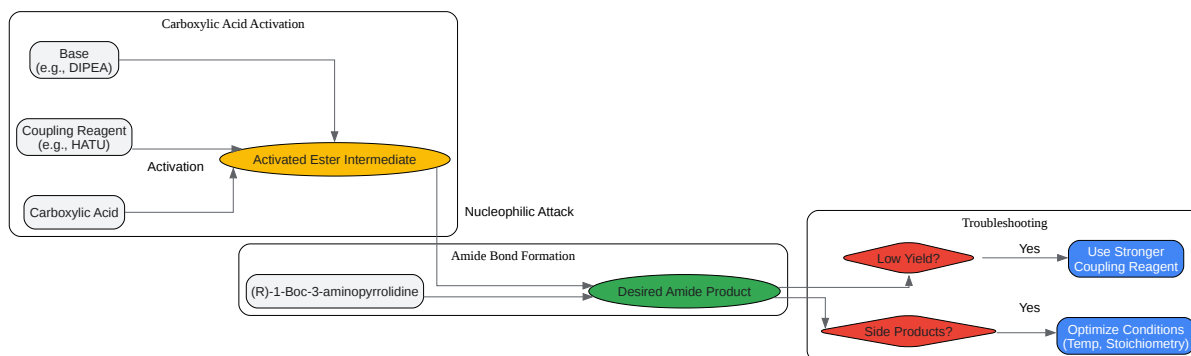 Carboxylic Acid Activation
Base
(e.g., DIPEA)
Coupling Reagent
(e.g., HATU)
Activation
Activated Ester Intermediate
Carboxylic Acid
Nucleophilic Attack
Amide Bond Formation
(R)-1-Boc-3-aminopyrrolidine
Desired Amide Product
Troubleshooting
Low Yield?
Yes
Use Stronger
Coupling Reagent
Side Products?
Yes
Optimize Conditions
(Temp, Stoichiometry)